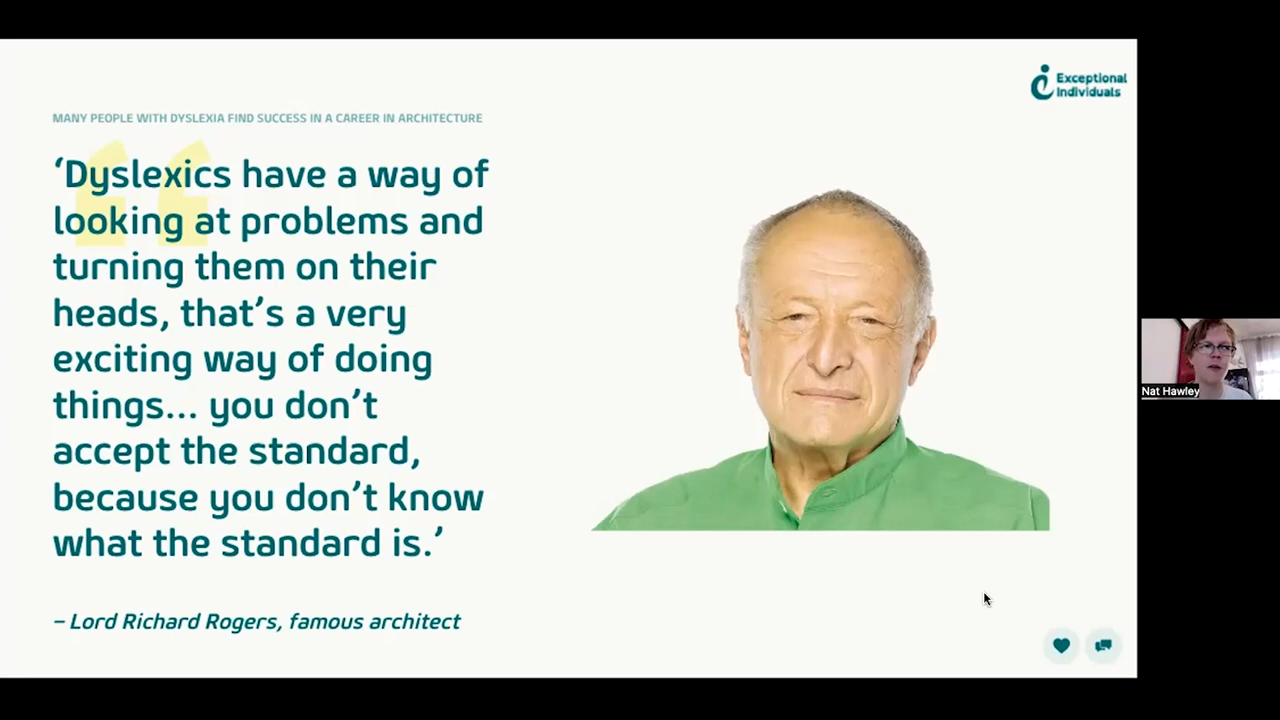 Exceptional
Individuals
MANY PEOPLE WITH DYSLEXIA FIND SUCCESS IN A CAREER IN ARCHITECTURE
‘Dyslexics have a way of
looking at problems and
turning them on their
heads, that’s a very
exciting way of doing
things... you don’t
accept the standard,
because you don’t know
what the standard is.’
– Lord Richard Rogers, famous architect
Nat Hawley